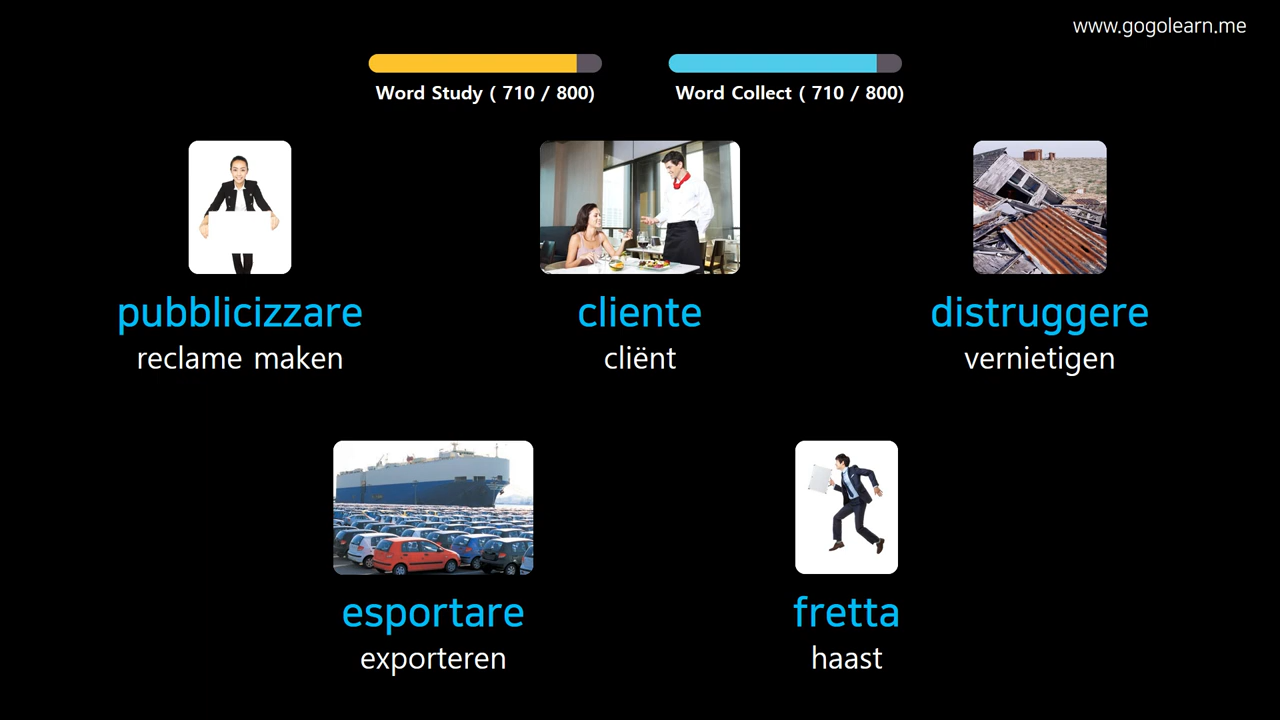 www.gogolearn.me
Word Study ( 710 / 800)
Word Collect ( 710 / 800)
pubblicizzare
reclame maken
cliente
cliënt
distruggere
vernietigen
esportare
exporteren
fretta
haast